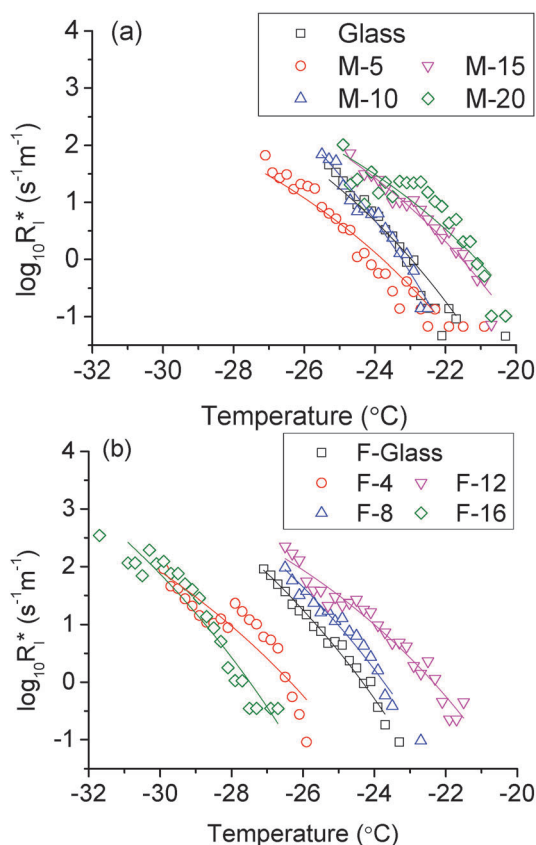 (a)
Glass
M-5 M-15
M-10 M-20
4
3
2
1
0
-1
log10RI* (s-1m-1)
-32 -30 -28 -26 -24 -22 -20
Temperature (°C)
(b)
F-Glass
F-4 F-12
F-8 F-16
4
3
2
1
0
-1
log10RI* (s-1m-1)
-32 -30 -28 -26 -24 -22 -20
Temperature (°C)